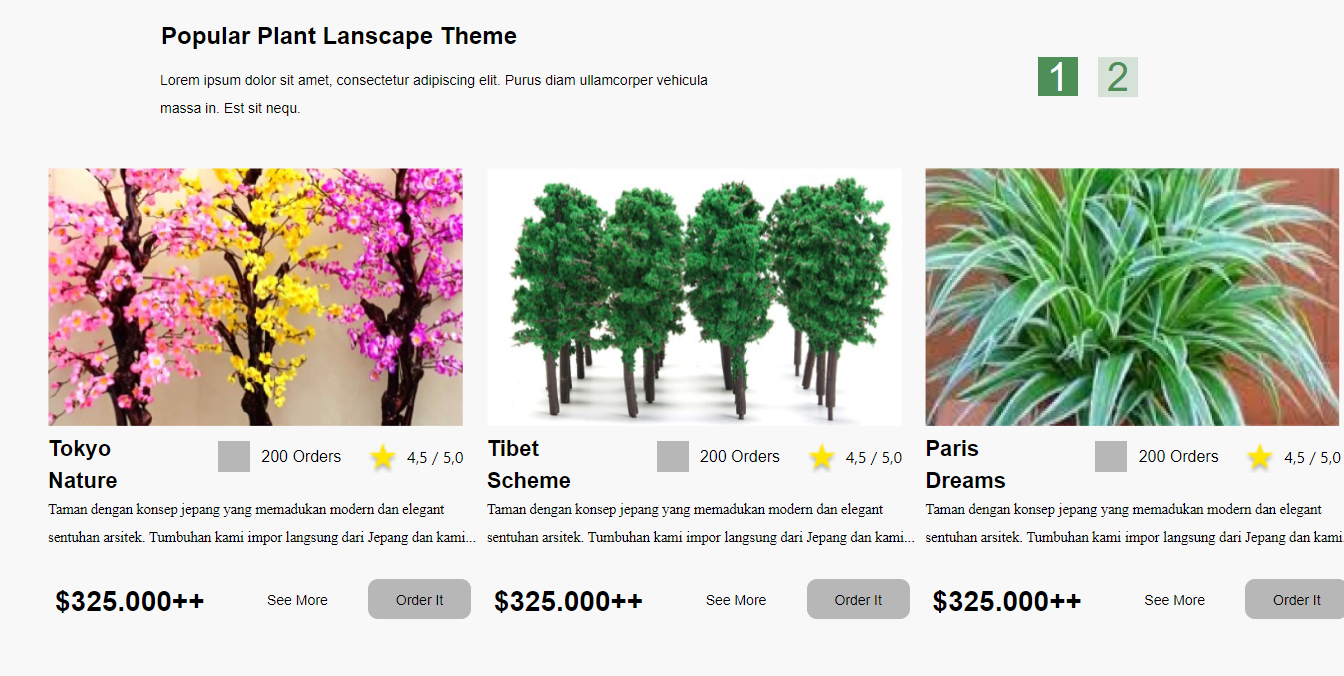 Popular Plant Lanscape Theme
Lorem ipsum dolor sit amet, consectetur adipiscing elit. Purus diam ullamcorper vehicula
massa in. Est sit nequ.
1 2
Tokyo
Nature
200 Orders
4,5 / 5,0
Taman dengan konsep jepang yang memadukan modern dan elegant
sentuhan arsitek. Tumbuhan kami impor langsung dari Jepang dan kami...
$325.000++
See More
Order It
Tibet
Scheme
200 Orders
4,5 / 5,0
Taman dengan konsep jepang yang memadukan modern dan elegant
sentuhan arsitek. Tumbuhan kami impor langsung dari Jepang dan kami...
$325.000++
See More
Order It
Paris
Dreams
200 Orders
4,5 / 5,0
Taman dengan konsep jepang yang memadukan modern dan elegant
sentuhan arsitek. Tumbuhan kami impor langsung dari Jepang dan kami
$325.000++
See More
Order It